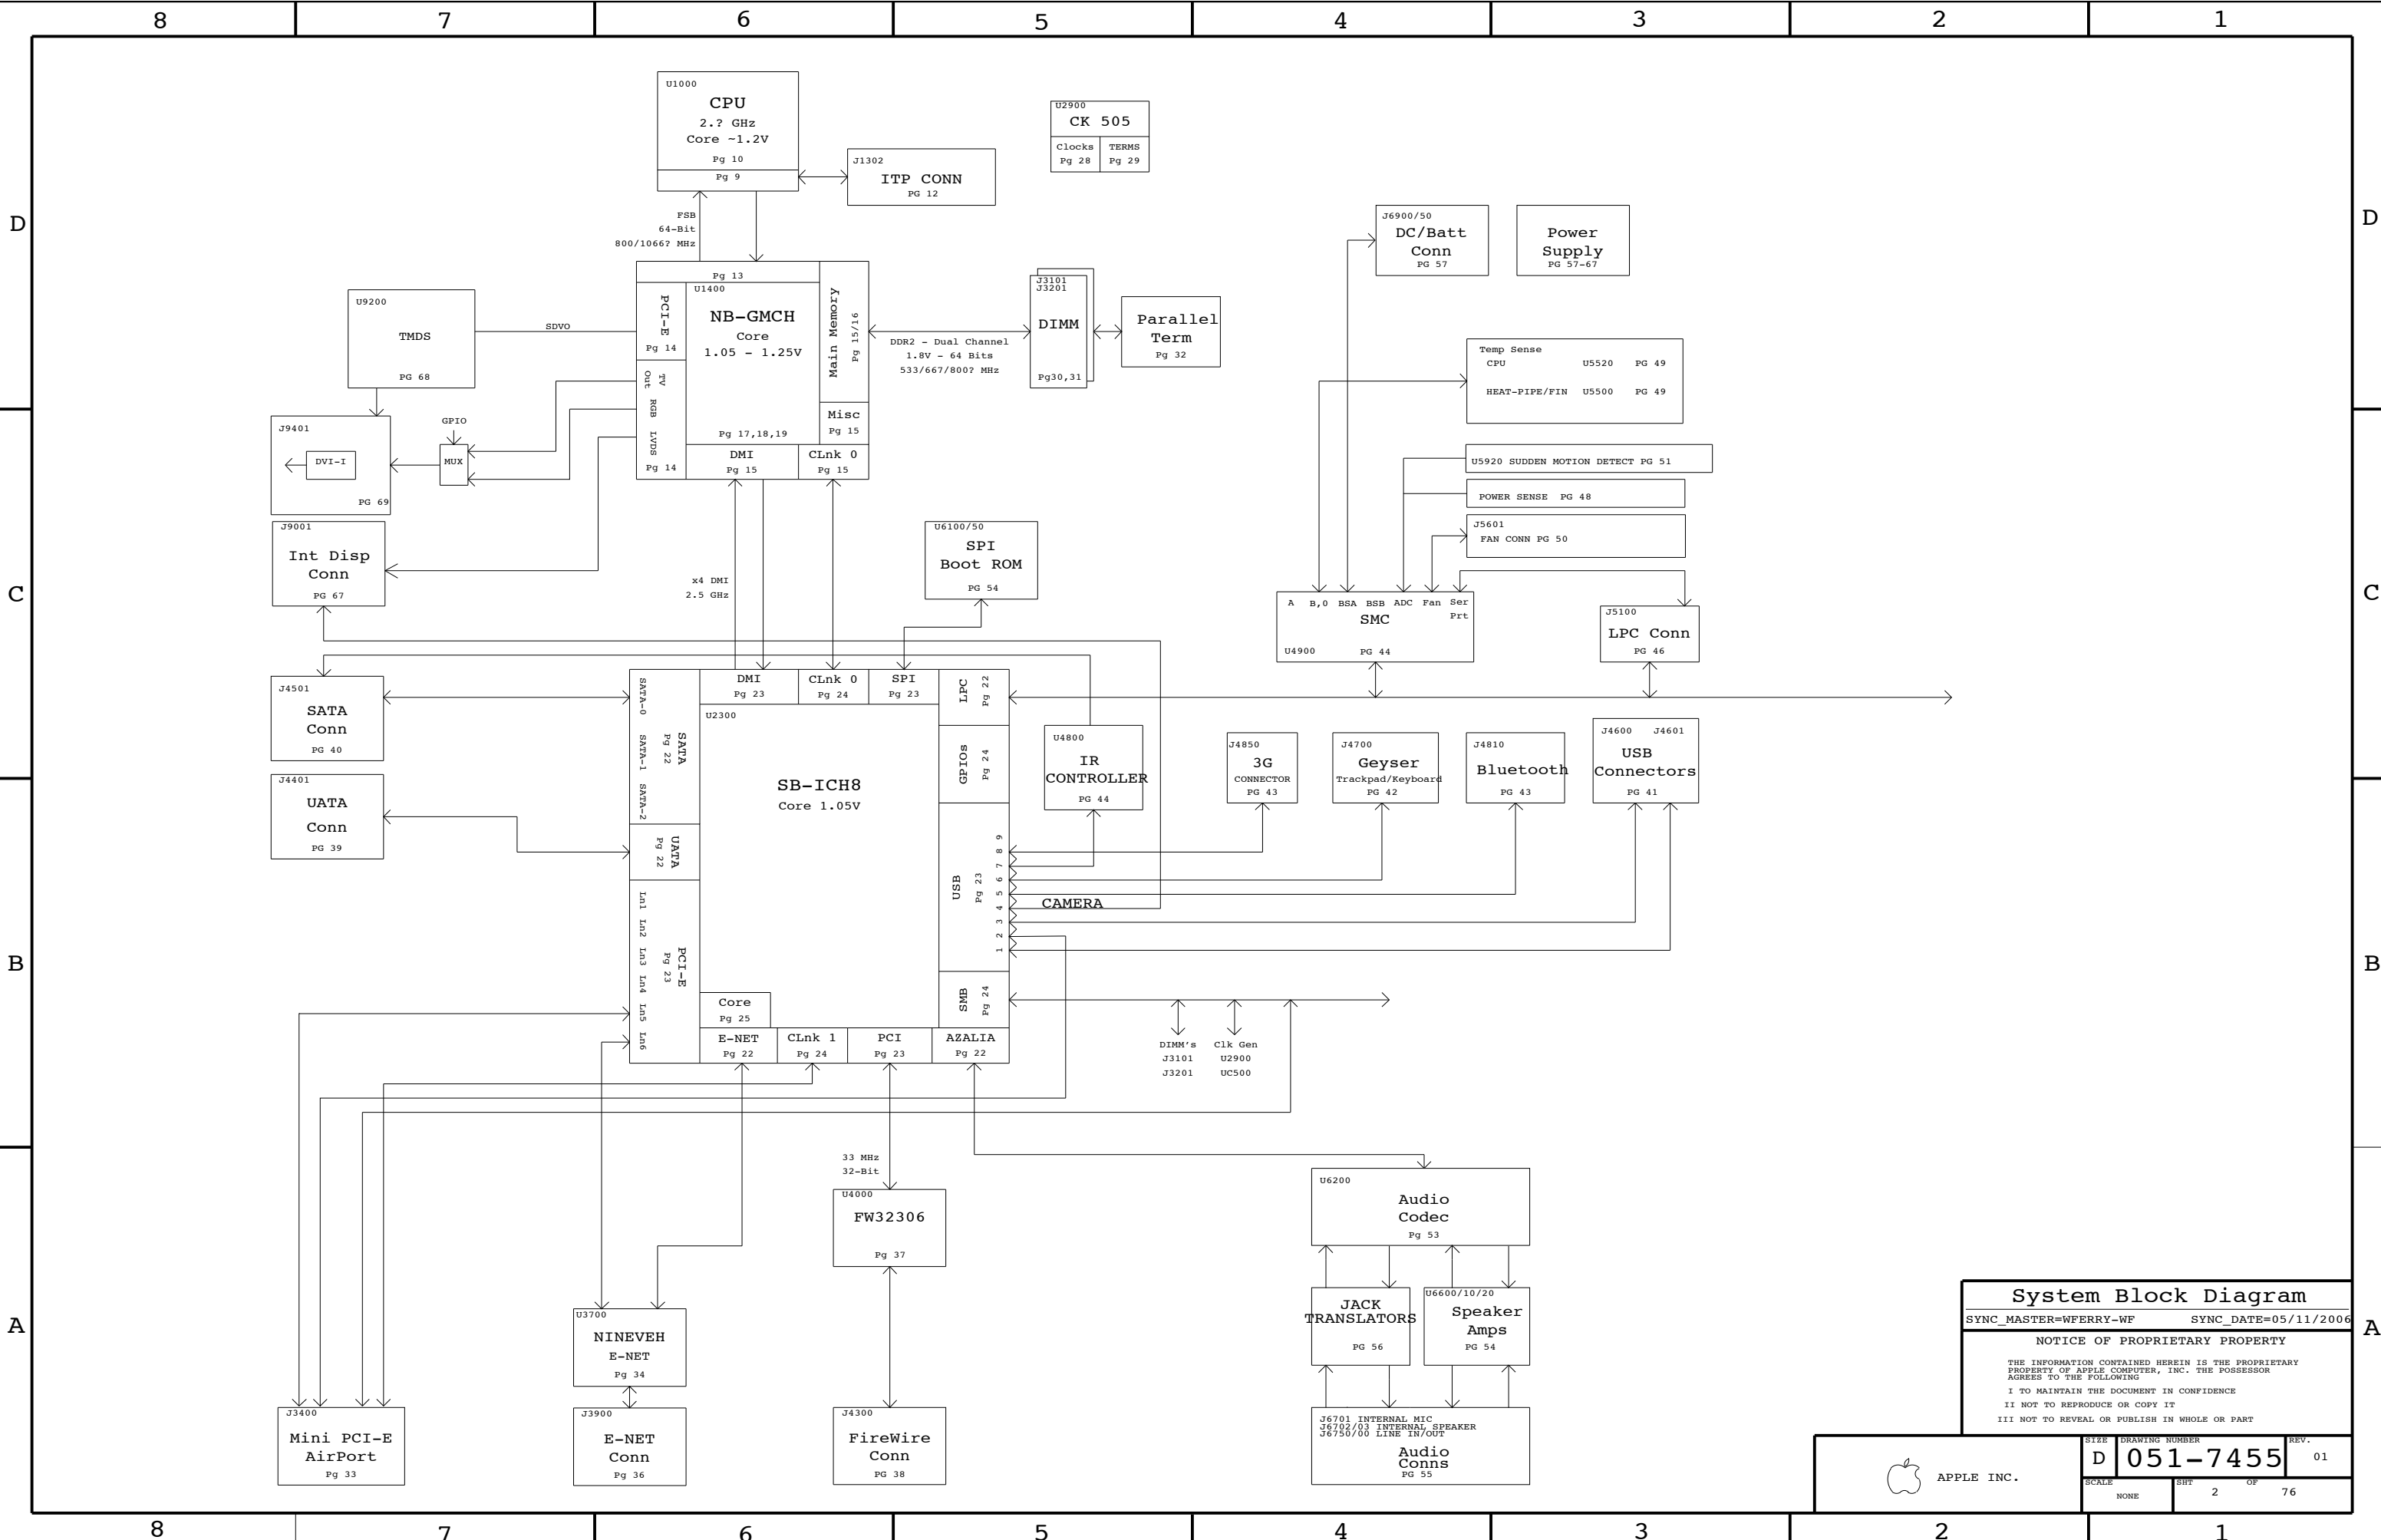 8 7 6 5 4 3 2 1
D
C
B
A
U1000
CPU
2.? GHz
Core ~1.2V
Pg 10
Pg 9
U2900
CK 505
Clocks
Pg 28
TERMS
Pg 29
J1302
ITP CONN
PG 12
FSB
64-Bit
800/1066? MHz
J6900/50
DC/Batt
Conn
PG 57
Power
Supply
PG 57-67
Pg 13
U1400
NB-GMCH
Core
1.05 - 1.25V
Pg 17,18,19
PCI-E
Pg 14
TV
Out
RGB
LVDS
Pg 14
Main Memory
Pg 15/16
Misc
Pg 15
DMI
Pg 15
CLnk 0
Pg 15
U9200
TMDS
PG 68
SDVO
DDR2 - Dual Channel
1.8V - 64 Bits
533/667/800? MHz
J3101
J3201
DIMM
Pg30,31
Parallel
Term
Pg 32
Temp Sense
CPU U5520 PG 49
HEAT-PIPE/FIN U5500 PG 49
J9401
DVI-I
PG 69
GPIO
MUX
U5920 SUDDEN MOTION DETECT PG 51
POWER SENSE PG 48
J5601
FAN CONN PG 50
J9001
Int Disp
Conn
PG 67
x4 DMI
2.5 GHz
U6100/50
SPI
Boot ROM
PG 54
A B,0 BSA BSB ADC Fan Ser
Prt
SMC
U4900 PG 44
J5100
LPC Conn
PG 46
J4501
SATA
Conn
PG 40
J4401
UATA
Conn
PG 39
SATA-0
SATA-1
SATA-2
SATA
Pg 22
UATA
Pg 22
Ln1
Ln2
Ln3
Ln4
Ln5
Ln6
PCI-E
Pg 23
DMI
Pg 23
CLnk 0
Pg 24
SPI
Pg 23
U2300
SB-ICH8
Core 1.05V
LPC
Pg 22
GPIOs
Pg 24
USB
Pg 23
9
8
7
6
5
4
3
2
1
SMB
Pg 24
Core
Pg 25
E-NET
Pg 22
CLnk 1
Pg 24
PCI
Pg 23
AZALIA
Pg 22
U4800
IR
CONTROLLER
PG 44
J4850
3G
CONNECTOR
PG 43
J4700
Geyser
Trackpad/Keyboard
PG 42
J4810
Bluetooth
PG 43
J4600 J4601
USB
Connectors
PG 41
CAMERA
DIMM's
J3101
J3201
Clk Gen
U2900
UC500
33 MHz
32-Bit
U4000
FW32306
Pg 37
U6200
Audio
Codec
Pg 53
JACK
TRANSLATORS
PG 56
U6600/10/20
Speaker
Amps
PG 54
U3700
NINEVEH
E-NET
Pg 34
J3400
Mini PCI-E
AirPort
Pg 33
J3900
E-NET
Conn
Pg 36
J4300
FireWire
Conn
PG 38
J6701 INTERNAL MIC
J6702/03 INTERNAL SPEAKER
J6750/00 LINE IN/OUT
Audio
Conns
PG 55
System Block Diagram
SYNC_MASTER=WFERRY-WF SYNC_DATE=05/11/2006
NOTICE OF PROPRIETARY PROPERTY
THE INFORMATION CONTAINED HEREIN IS THE PROPRIETARY
PROPERTY OF APPLE COMPUTER, INC. THE POSSESSOR
AGREES TO THE FOLLOWING
I TO MAINTAIN THE DOCUMENT IN CONFIDENCE
II NOT TO REPRODUCE OR COPY IT
III NOT TO REVEAL OR PUBLISH IN WHOLE OR PART
APPLE INC.
SIZE
D
DRAWING NUMBER
051-7455
REV.
01
SCALE
NONE
SHT
2
OF
76
D
C
B
A
8 7 6 5 4 3 2 1